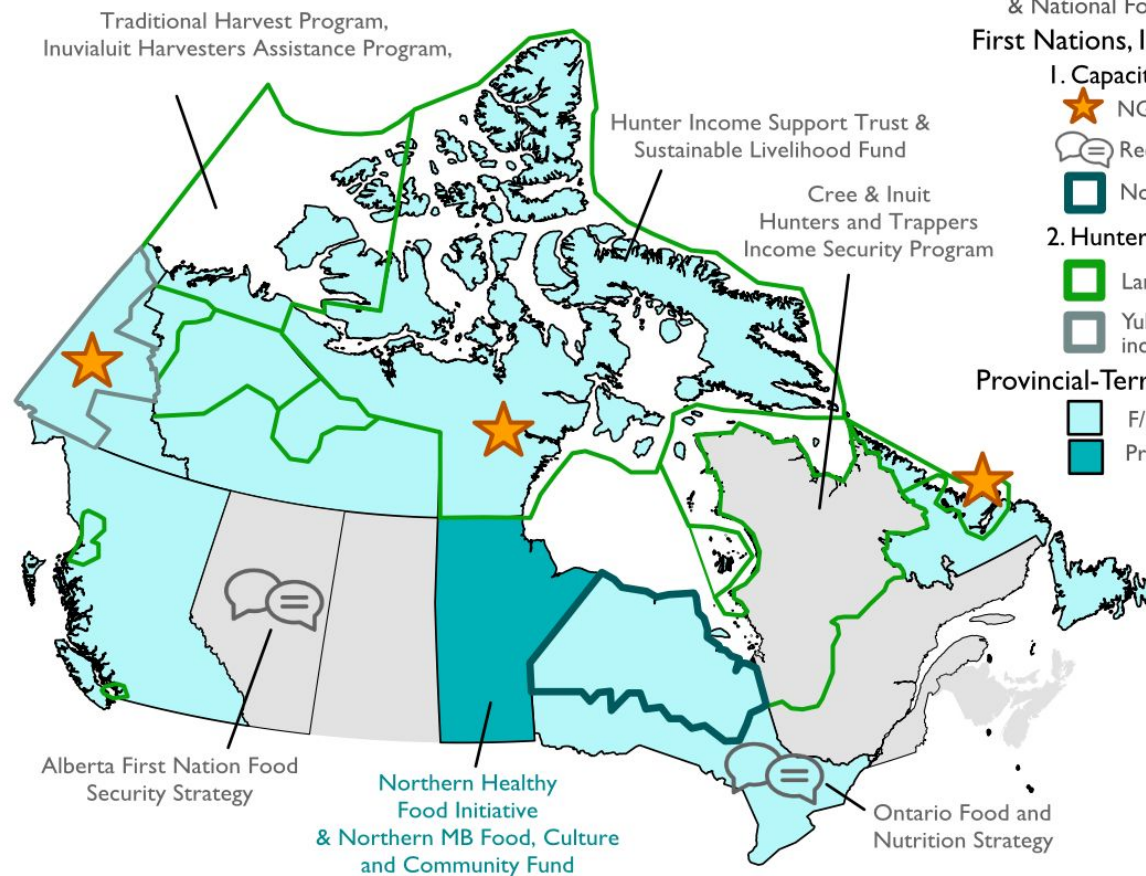 Traditional Harvest Program,
Inuvialuit Harvesters Assistance Program,
& National Fo
First Nations, I
1. Capacit
NG
Re
No
2. Hunter
Lar
Yul
inc
Provincial-Terr
F/
Pr
Hunter Income Support Trust &
Sustainable Livelihood Fund
Cree & Inuit
Hunters and Trappers
Income Security Program
Alberta First Nation Food
Security Strategy
Northern Healthy
Food Initiative
& Northern MB Food, Culture
and Community Fund
Ontario Food and
Nutrition Strategy